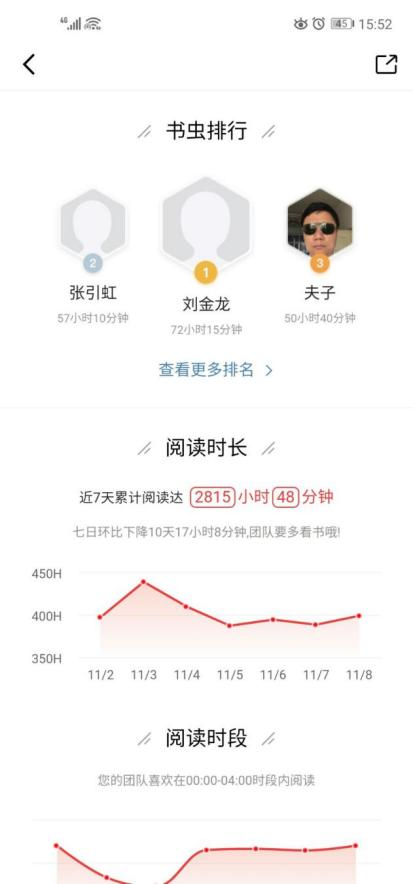 4G 45 15:52
书虫排行
2 1 3
张引虹 刘金龙 夫子
57小时10分钟 72小时15分钟 50小时40分钟
查看更多排名
阅读时长
近7天累计阅读达 2815 小时 48 分钟
七日环比下降10天17小时8分钟,团队要多看书哦!
450H
400H
350H
11/2 11/3 11/4 11/5 11/6 11/7 11/8
阅读时段
您的团队喜欢在00:00-04:00时段内阅读